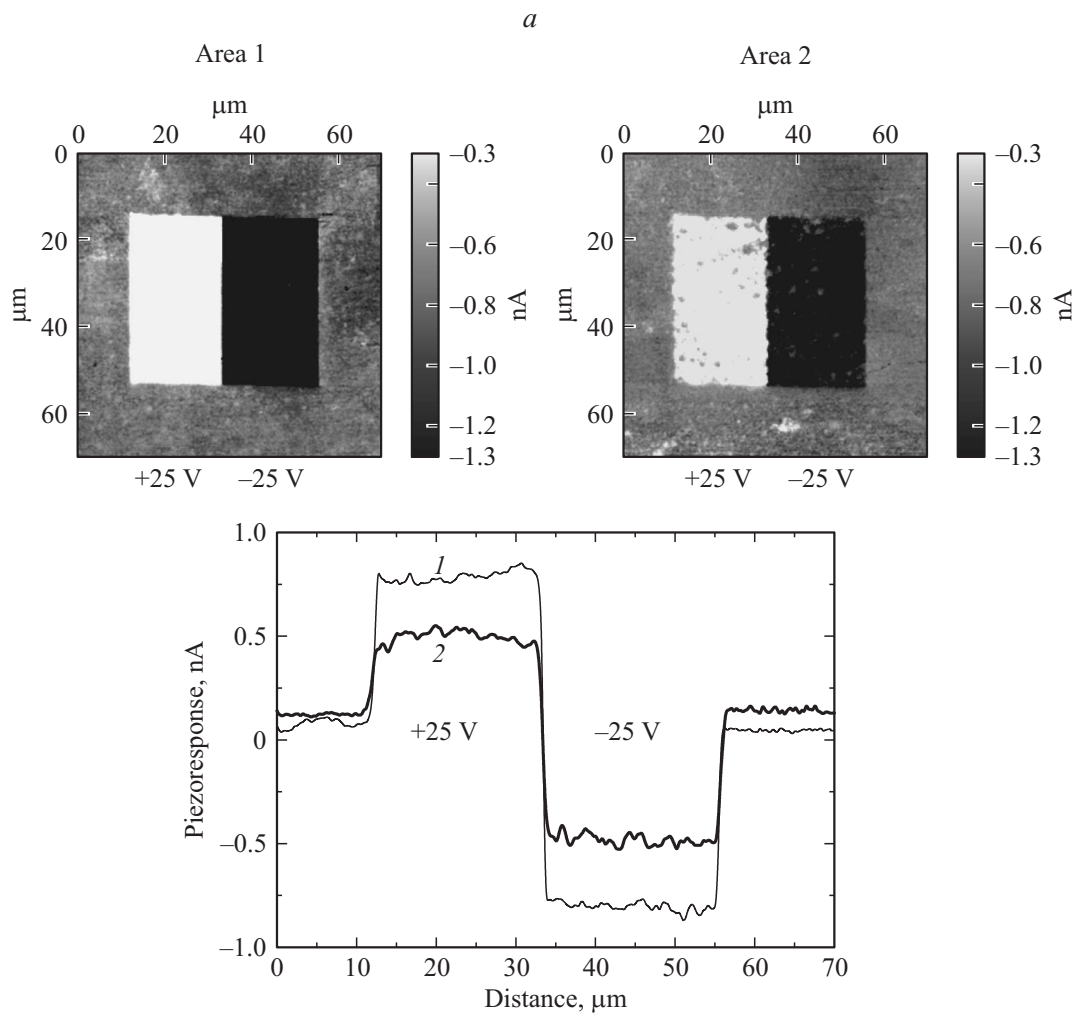 a
Area 1
Area 2
μm
μm
0 20 40 60
0 20 40 60
0
20
40
60
μm
–0.3
–0.6
–0.8
–1.0
–1.2
–1.3
nA
0
20
40
60
μm
–0.3
–0.6
–0.8
–1.0
–1.2
–1.3
nA
+25 V –25 V
+25 V –25 V
1.0
0.5
0
–0.5
–1.0
Piezoresponse, nA
1
2
+25 V
–25 V
0 10 20 30 40 50 60 70
Distance, μm